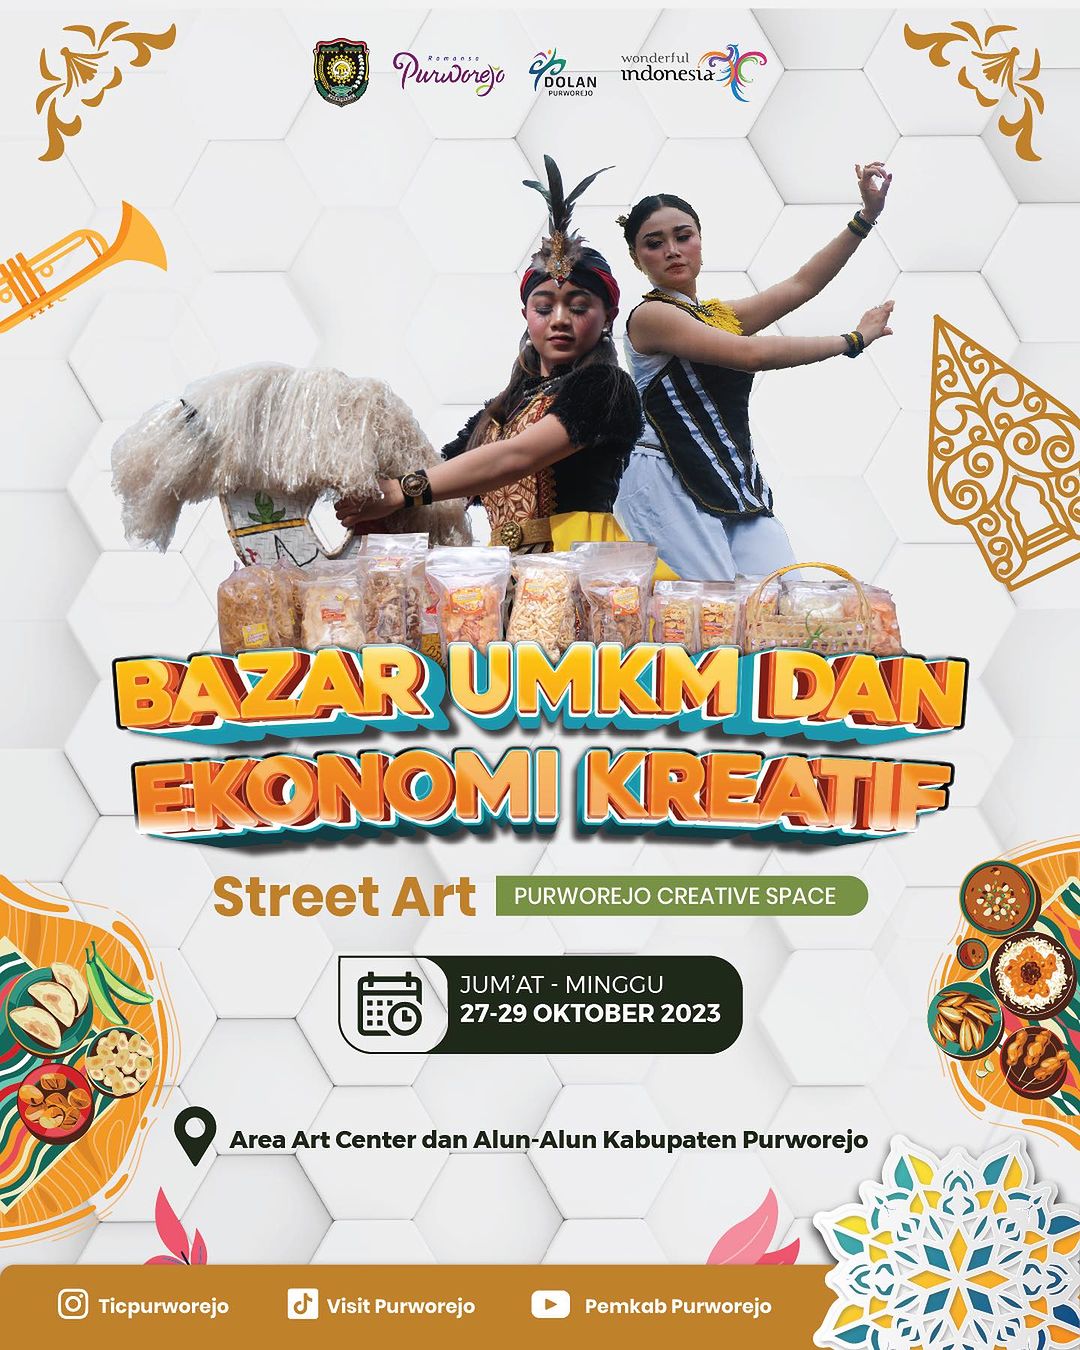 Romansa
Purworejo
DOLAN
PURWOREJO
wonderful
indonesia
BAZAR UMKM DAN
EKONOMI KREATIF
Street Art
PURWOREJO CREATIVE SPACE
JUM'AT - MINGGU
27-29 OKTOBER 2023
Area Art Center dan Alun-Alun Kabupaten Purworejo
Ticpurworejo
Visit Purworejo
Pemkab Purworejo